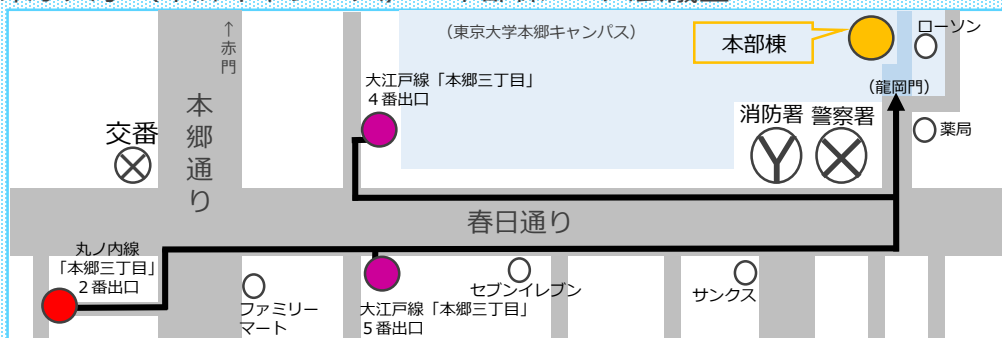 ↑赤門
(東京大学本郷キャンパス)
本部棟
ローソン
大江戸線「本郷三丁目」
４番出口
(龍岡門)
本郷通り
交番
消防署
警察署
薬局
春日通り
丸ノ内線
「本郷三丁目」
２番出口
ファミリー
マート
大江戸線「本郷三丁目」
５番出口
セブンイレブン
サンクス